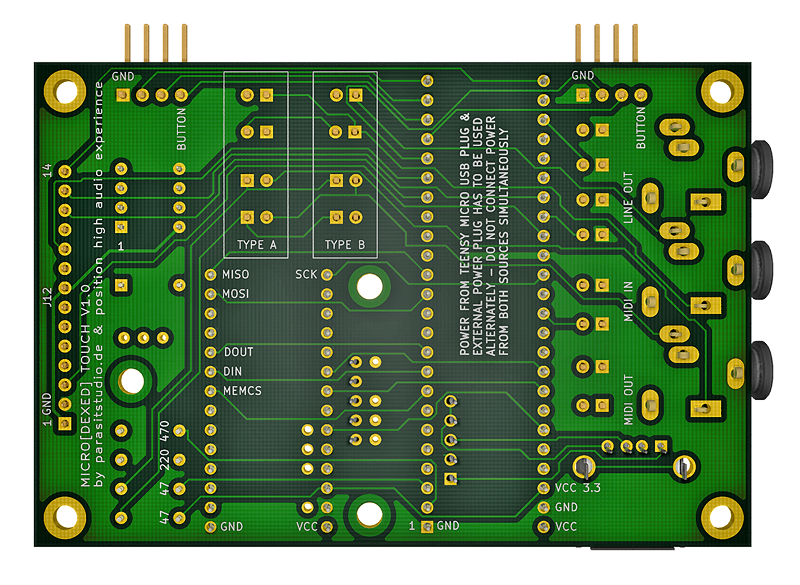 GND
BUTTON
14
1
J12
1 GND
MICRO[DEXED] TOUCH V1.0
by parasitstudio.de & position high audio experience
470
220
47
47
TYPE A
TYPE B
MISO
MOSI
DOUT
DIN
MEMCS
GND
SCK
VCC
1 GND
POWER FROM TEENSY MICRO USB PLUG &
EXTERNAL POWER PLUG HAS TO BE USED
ALTERNATELY - DO NOT CONNECT POWER
FROM BOTH SOURCES SIMULTANEOUSLY
GND
BUTTON
LINE OUT
MIDI IN
MIDI OUT
VCC 3.3
GND
VCC